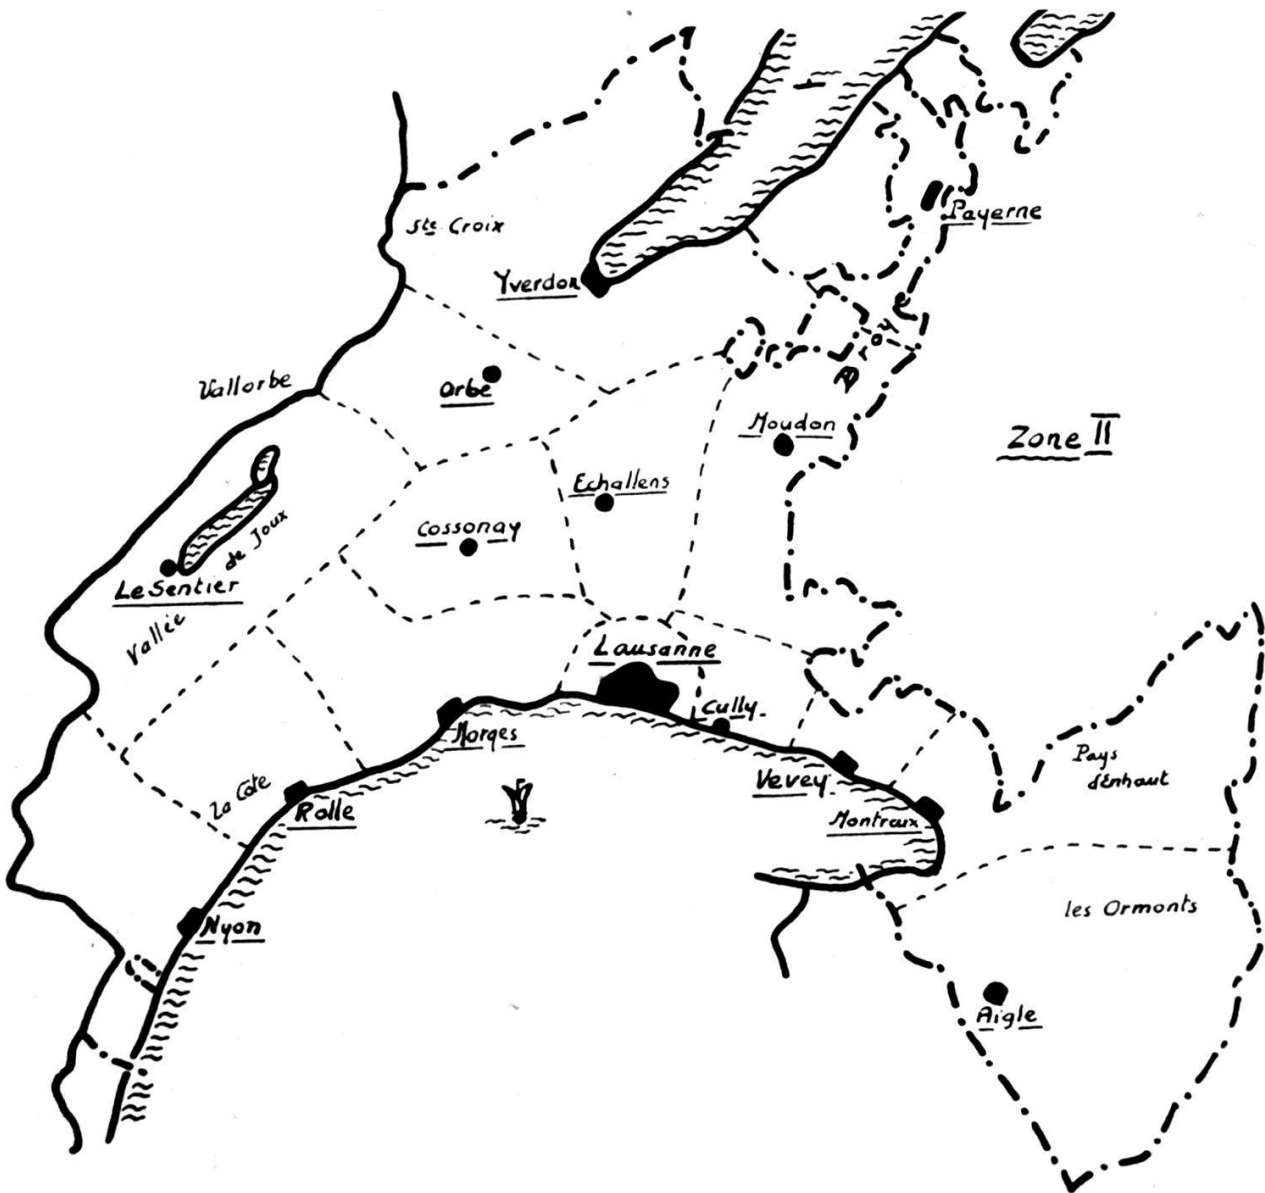 Ste Croix
Payerne
Yverdon
Broye
Vallorbe
Orbe
Moudon
Zone II
Echallens
Cossonay
Vallée de Joux
Le Sentier
Lausanne
Cully
Morges
Pays
d'Enhaut
Vevey
La Côte
Rolle
Montreux
les Ormonts
Nyon
Aigle